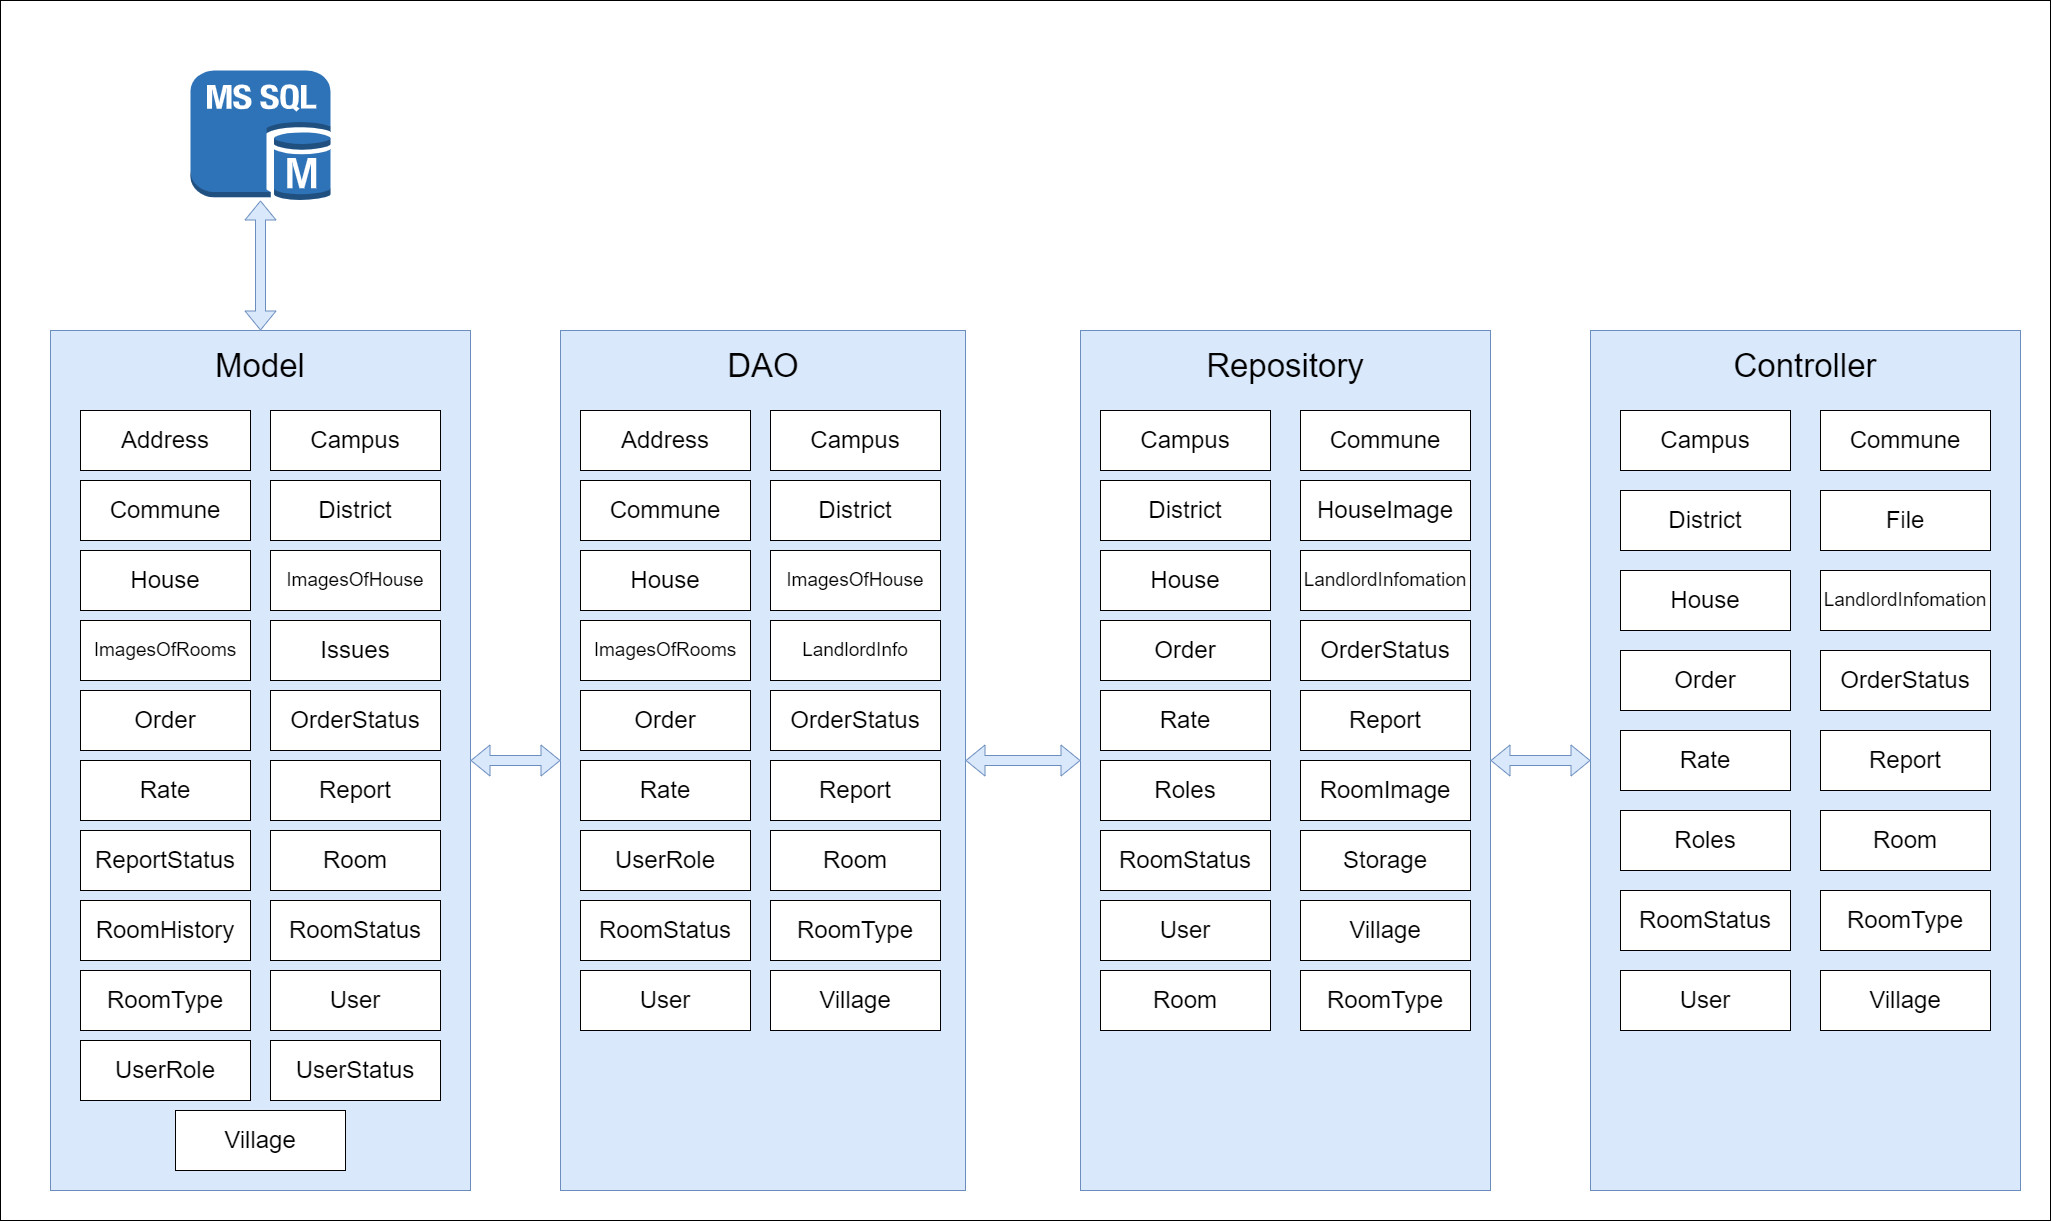 MS SQL
M
Model
Address
Campus
Commune
District
House
ImagesOfHouse
ImagesOfRooms
Issues
Order
OrderStatus
Rate
Report
ReportStatus
Room
RoomHistory
RoomStatus
RoomType
User
UserRole
UserStatus
Village
DAO
Address
Campus
Commune
District
House
ImagesOfHouse
ImagesOfRooms
LandlordInfo
Order
OrderStatus
Rate
Report
UserRole
Room
RoomStatus
RoomType
User
Village
Repository
Campus
Commune
District
HouseImage
House
LandlordInfomation
Order
OrderStatus
Rate
Report
Roles
RoomImage
RoomStatus
Storage
User
Village
Room
RoomType
Controller
Campus
Commune
District
File
House
LandlordInfomation
Order
OrderStatus
Rate
Report
Roles
Room
RoomStatus
RoomType
User
Village